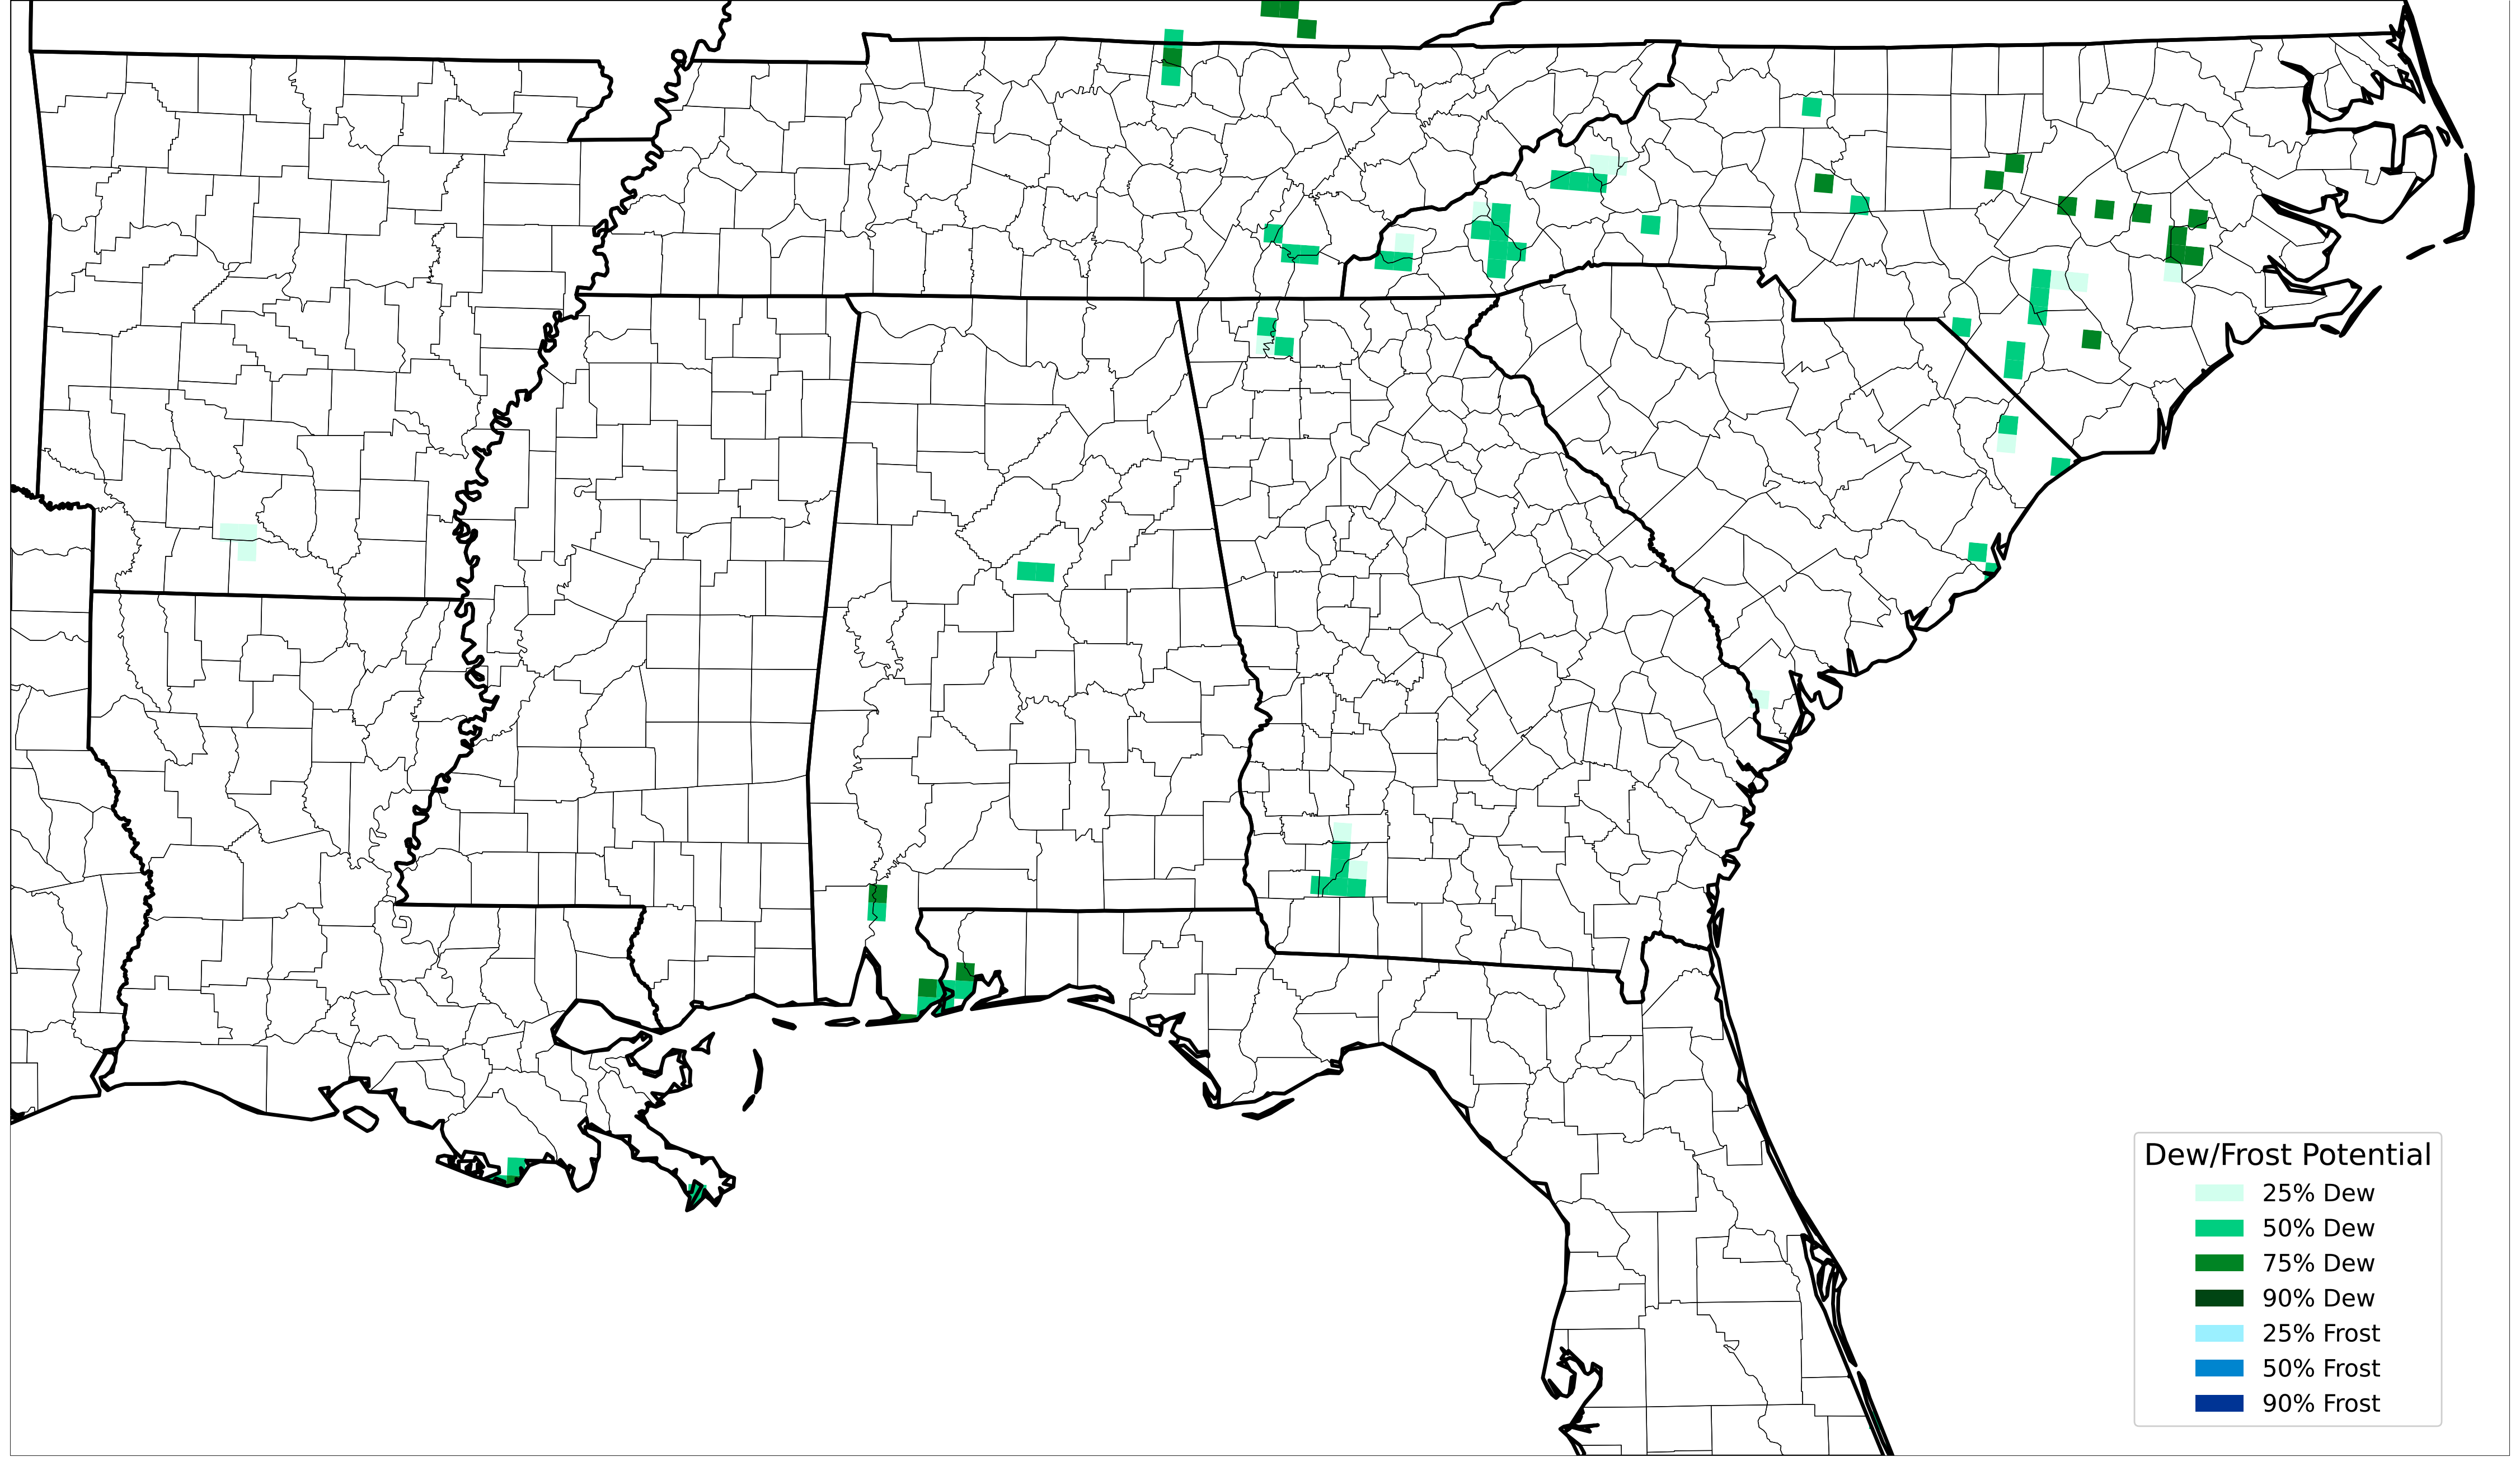 Dew/Frost Potential
25% Dew
50% Dew
75% Dew
90% Dew
25% Frost
50% Frost
90% Frost